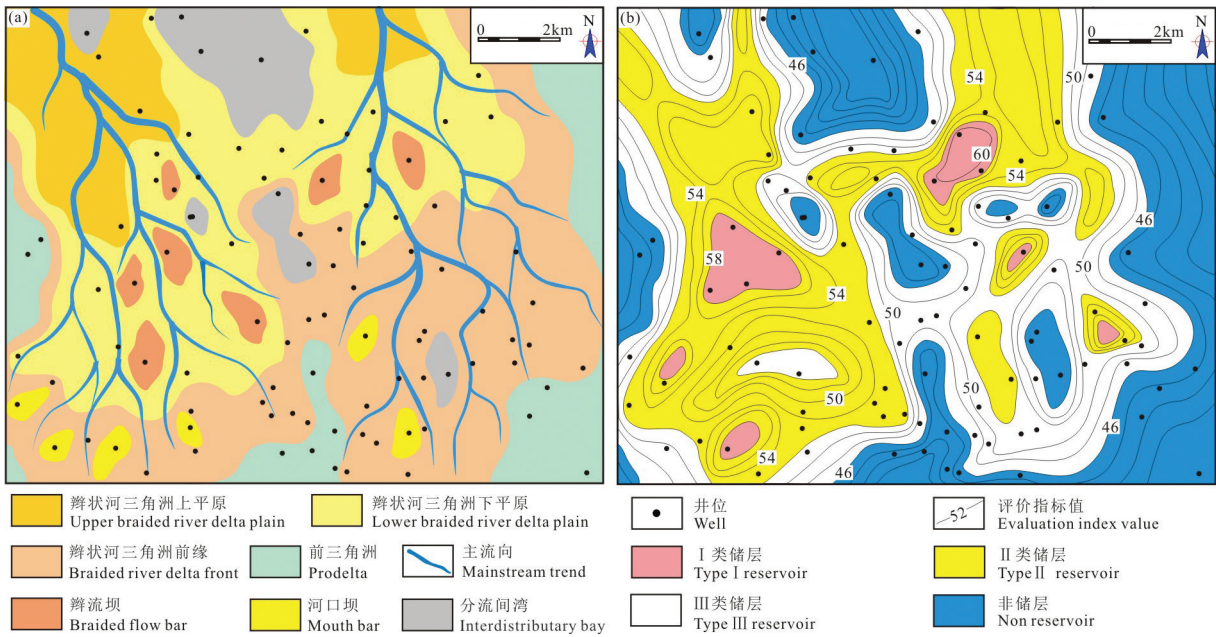 (a)
0 2km
N
(b)
0 2km
N
46
54
50
60
54
54
46
58
50
54
50
50
50
46
54
46
辫状河三角洲上平原
Upper braided river delta plain
辫状河三角洲下平原
Lower braided river delta plain
辫状河三角洲前缘
Braided river delta front
前三角洲
Prodelta
主流向
Mainstream trend
辫流坝
Braided flow bar
河口坝
Mouth bar
分流间湾
Interdistributary bay
井位
Well
52
评价指标值
Evaluation index value
Ⅰ类储层
Type Ⅰ reservoir
Ⅱ类储层
Type Ⅱ reservoir
Ⅲ类储层
Type Ⅲ reservoir
非储层
Non reservoir